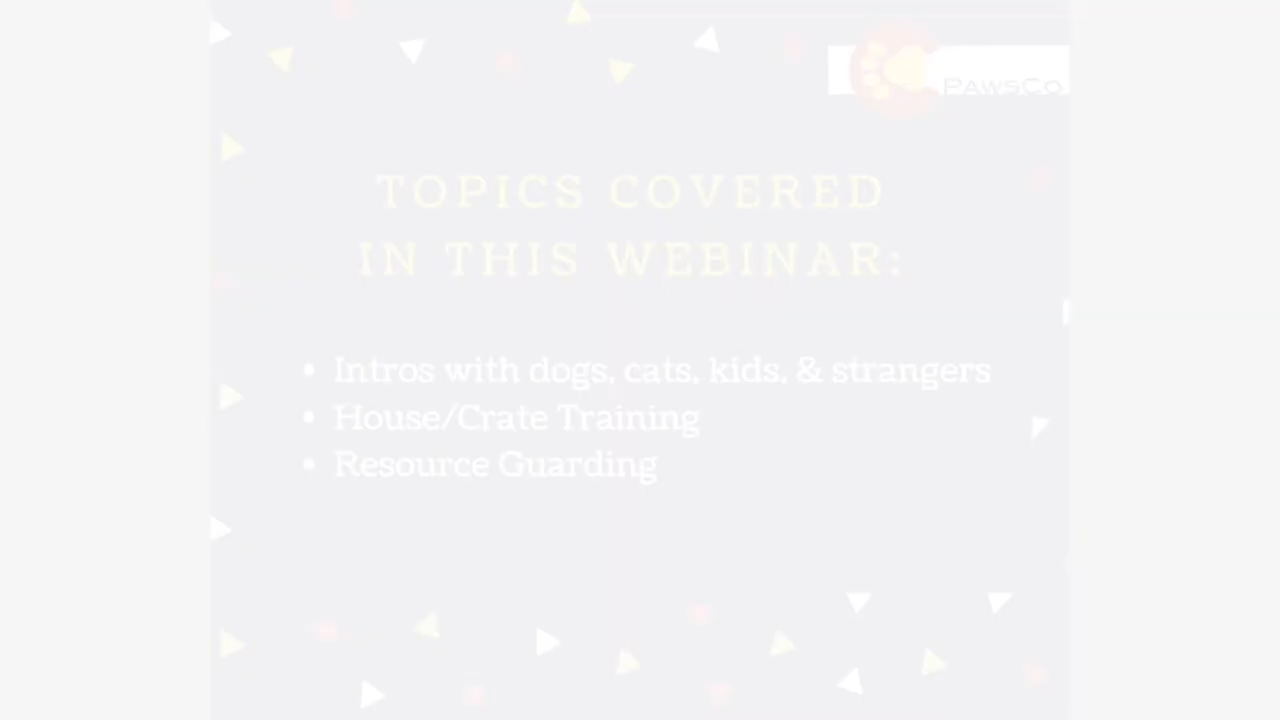 PawsCo
TOPICS COVERED
IN THIS WEBINAR:
• Intros with dogs, cats, kids, & strangers
• House/Crate Training
• Resource Guarding